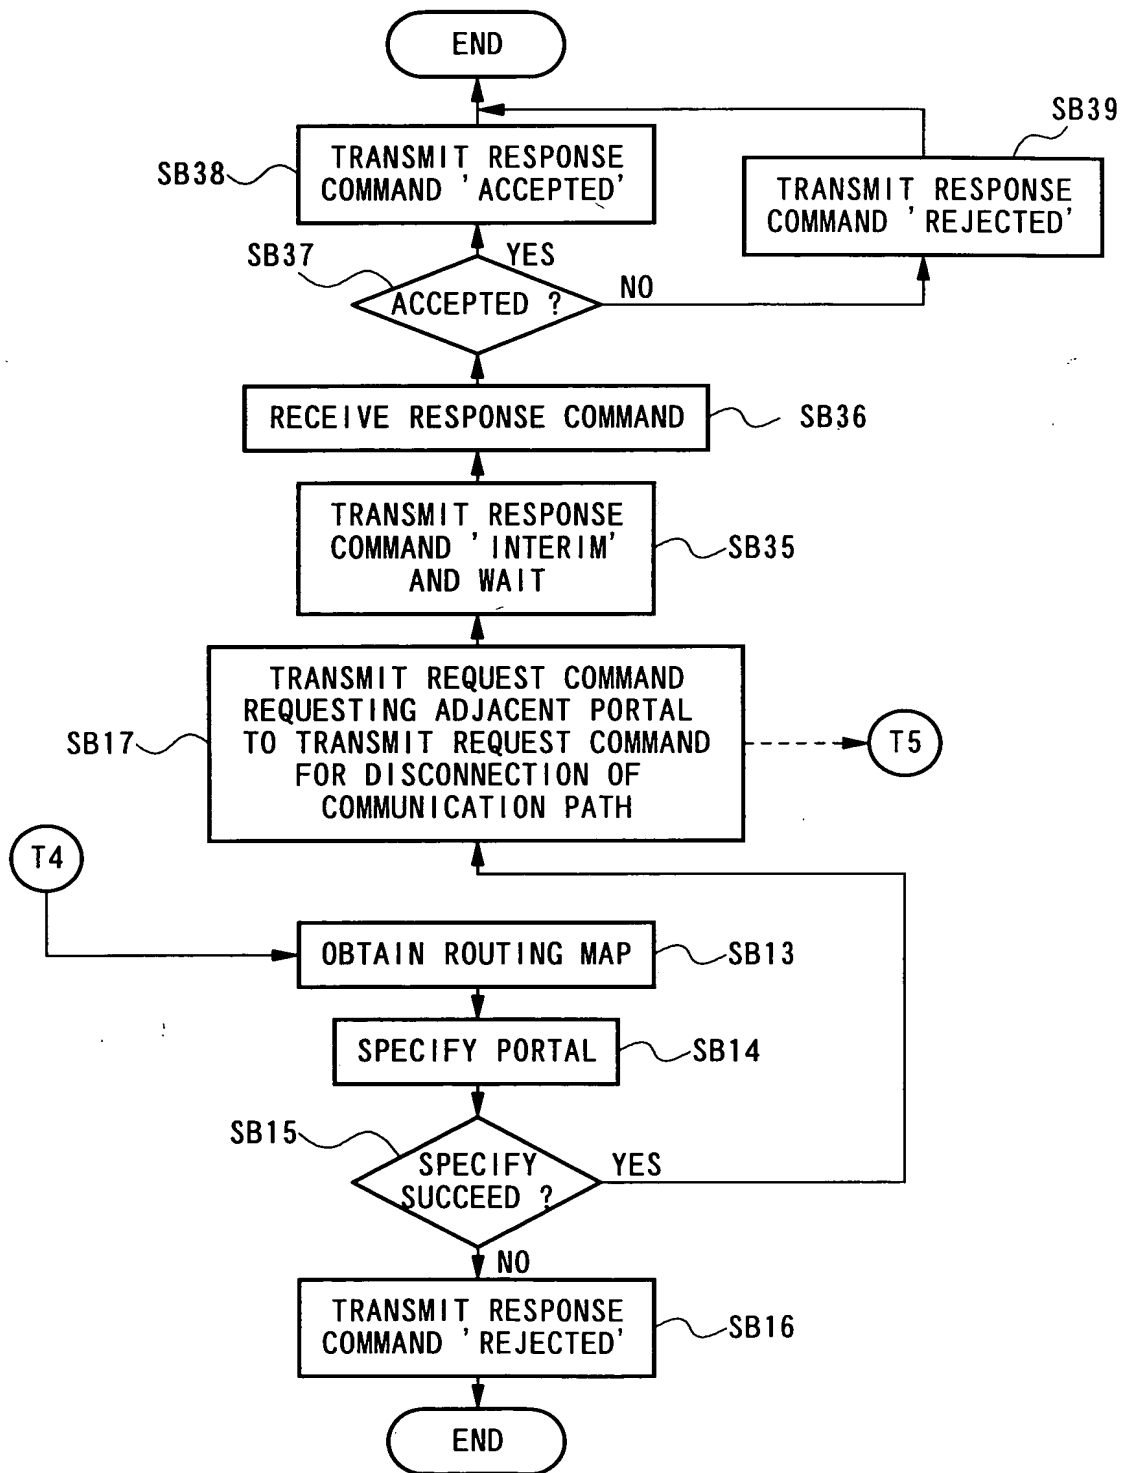 END
SB39
TRANSMIT RESPONSE
COMMAND 'ACCEPTED'
SB38
TRANSMIT RESPONSE
COMMAND 'REJECTED'
SB37
YES
ACCEPTED ?
NO
RECEIVE RESPONSE COMMAND
SB36
TRANSMIT RESPONSE
COMMAND 'INTERIM'
AND WAIT
SB35
TRANSMIT REQUEST COMMAND
REQUESTING ADJACENT PORTAL
TO TRANSMIT REQUEST COMMAND
FOR DISCONNECTION OF
COMMUNICATION PATH
SB17
T5
T4
OBTAIN ROUTING MAP
SB13
SPECIFY PORTAL
SB14
SB15
SPECIFY
SUCCEED ?
YES
NO
TRANSMIT RESPONSE
COMMAND 'REJECTED'
SB16
END